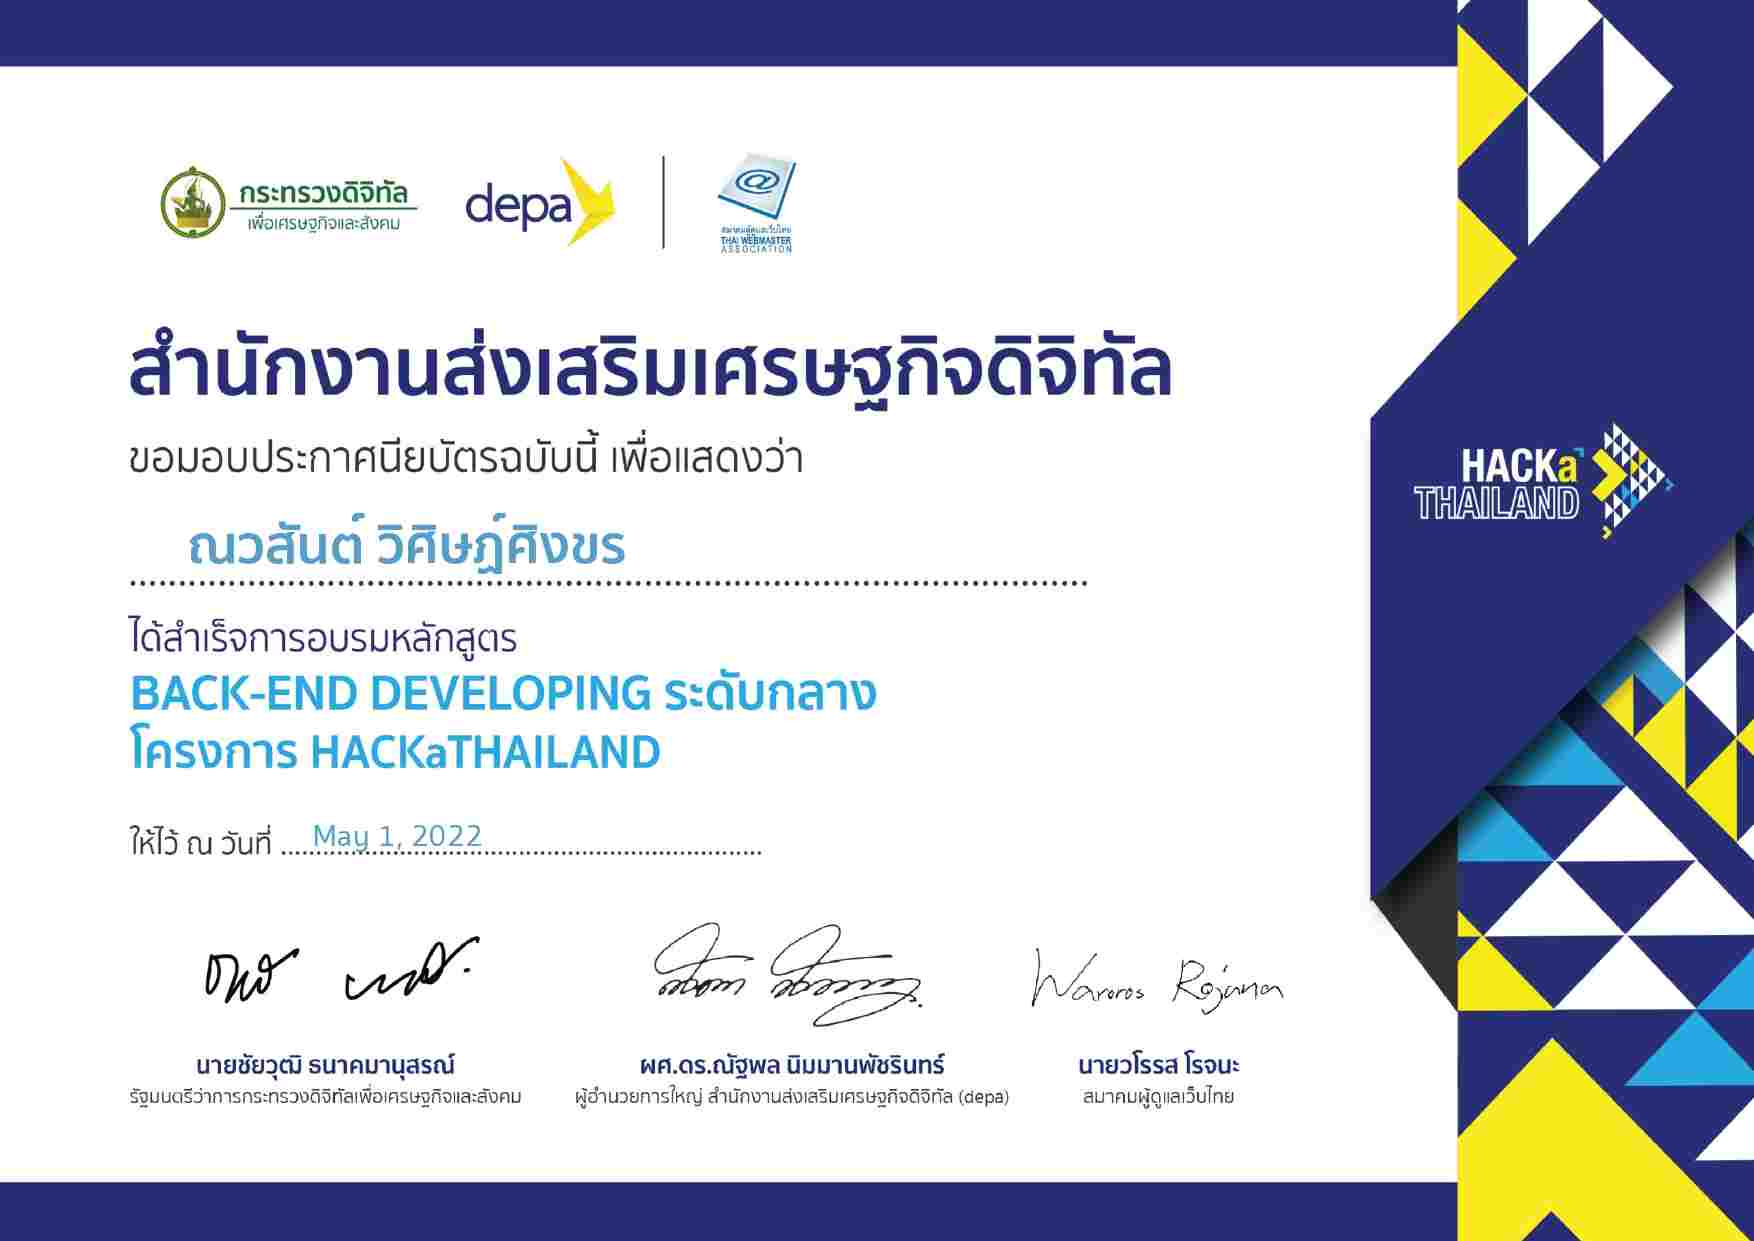 กระทรวงดิจิทัล
เพื่อเศรษฐกิจและสังคม
depa
@
สมาคมผู้ดูแลเว็บไทย
THAI WEBMASTER
ASSOCIATION
สำนักงานส่งเสริมเศรษฐกิจดิจิทัล
ขอมอบประกาศนียบัตรฉบับนี้ เพื่อแสดงว่า
ณวสันต์ วิศิษฏ์ศิงขร
ได้สำเร็จการอบรมหลักสูตร
BACK-END DEVELOPING ระดับกลาง
โครงการ HACKaTHAILAND
ให้ไว้ ณ วันที่ May 1, 2022
HACKa
THAILAND
Waroros Rojana
นายชัยวุฒิ ธนาคมานุสรณ์
รัฐมนตรีว่าการกระทรวงดิจิทัลเพื่อเศรษฐกิจและสังคม
ผศ.ดร.ณัฐพล นิมมานพัชรินทร์
ผู้อำนวยการใหญ่ สำนักงานส่งเสริมเศรษฐกิจดิจิทัล (depa)
นายวโรรส โรจนะ
สมาคมผู้ดูแลเว็บไทย